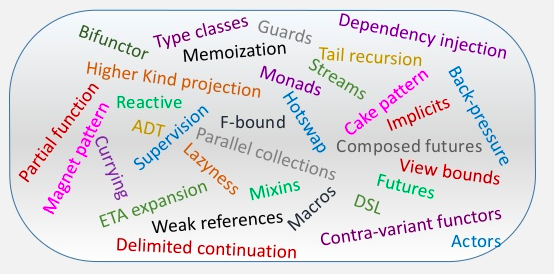 Bifunctor
Type classes
Guards
Dependency injection
Memoization
Tail recursion
Higher Kind projection
Monads
Streams
Back-pressure
Partial function
Magnet pattern
Reactive
Hotswap
Cake pattern
Implicits
ADT
Supervision
F-bound
Parallel collections
Composed futures
Currying
Lazyness
View bounds
ETA expansion
Mixins
Futures
Weak references
Macros
DSL
Contra-variant functors
Delimited continuation
Actors